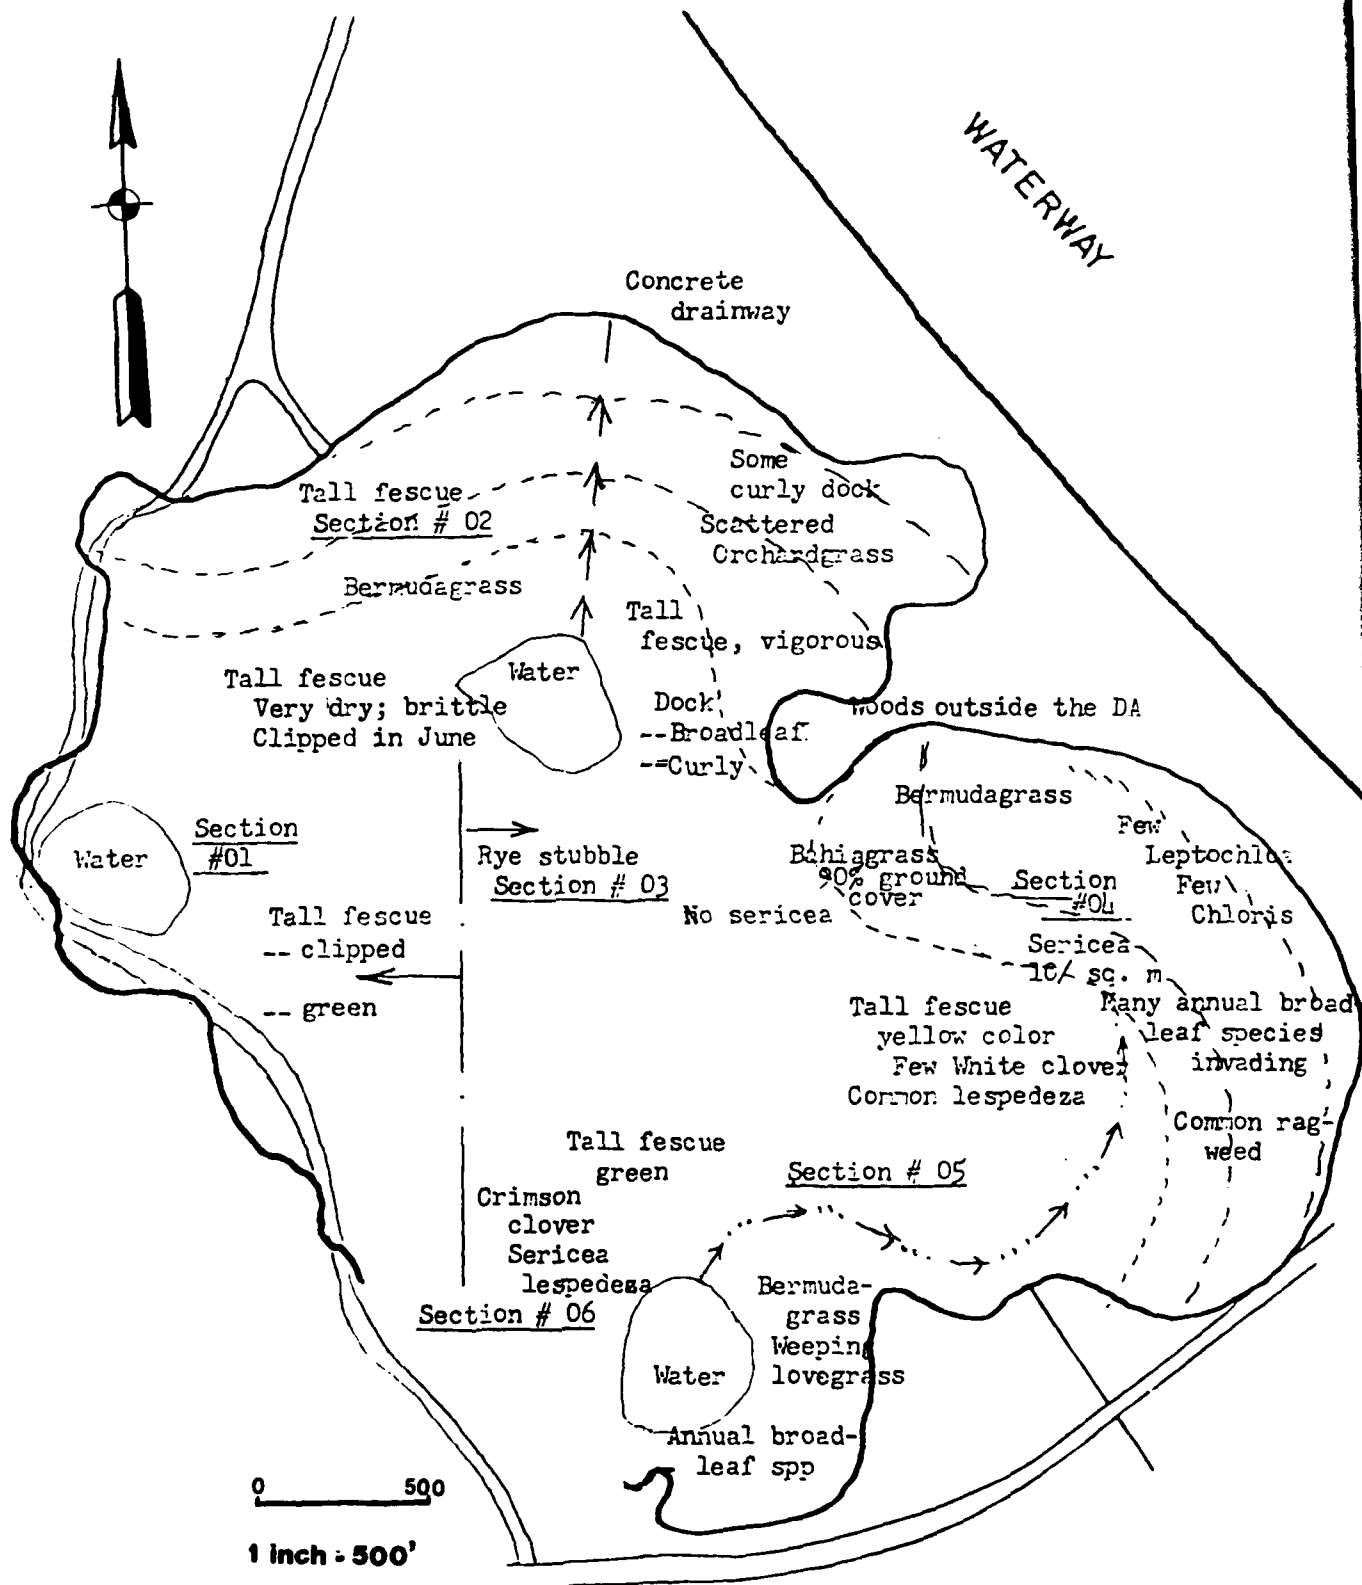 WATERWAY
Concrete
drainway
Some
curly dock
Tall fescue
Section # 02
Scattered
Orchardgrass
Bermudagrass
Tall
fescue, vigorous
Water
Tall fescue
Very dry; brittle
Clipped in June
Dock
--Broadleaf
--Curly
Woods outside the DA
Bermudagrass
Few
Leptochloa
Few
Chloris
Section
#01
Water
Rye stubble
Section # 03
Bahiagrass
90% ground
cover
Section
#04
No sericea
Tall fescue
-- clipped
-- green
Sericea
10/ sq. m
Tall fescue
yellow color
Few White clover
Common lespedeza
Many annual broad
leaf species
invading
Common rag-
weed
Tall fescue
green
Section # 05
Crimson
clover
Sericea
lespedeza
Section # 06
Bermuda-
grass
Weeping
lovegrass
Water
Annual broad-
leaf spp
0 500
1 inch = 500'